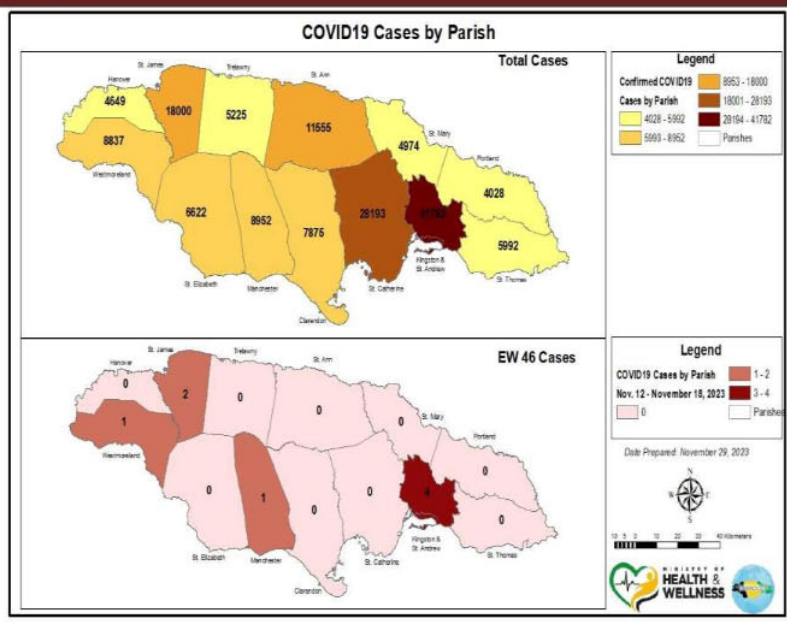 COVID19 Cases by Parish
Total Cases
St. James
Trelawny
St. Ann
Hanover
4649
18000
5225
11555
8837
4974
St. Mary
Westmoreland
Portland
4028
6622
8952
7875
28193
5992
Kingston &
St. Andrew
St. Thomas
St. Elizabeth
Manchester
St. Catherine
Clarendon
Legend
Confirmed COVID19
Cases by Parish
4028 - 5992
5993 - 8952
8953 - 18000
18001 - 28193
28194 - 41782
Parishes
EW 46 Cases
St. James
Trelawny
St. Ann
Hanover
0
2
0
0
1
0
St. Mary
Westmoreland
Portland
0
0
1
0
0
4
0
Kingston &
St. Andrew
St. Thomas
St. Elizabeth
Manchester
St. Catherine
Clarendon
Legend
COVID19 Cases by Parish
Nov. 12 - November 18, 2023
0
1 - 2
3 - 4
Parishes
Date Prepared: November 29, 2023
N
W
E
S
10 5 0 10 20 30 40 Kilometers
MINISTRY OF
HEALTH &
WELLNESS